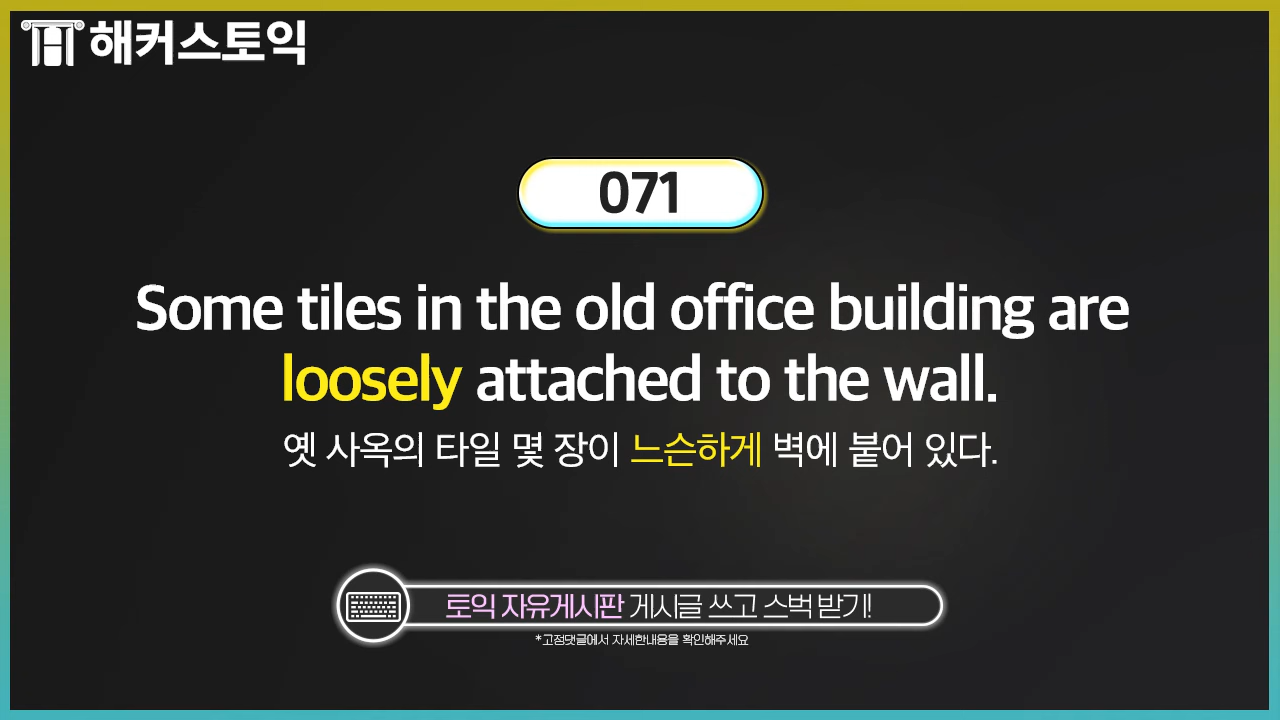 해커스토익
071
Some tiles in the old office building are
loosely attached to the wall.
옛 사옥의 타일 몇 장이 느슨하게 벽에 붙어 있다.
토익 자유게시판 게시글 쓰고 스벅 받기!
*고정댓글에서 자세한내용을 확인해주세요